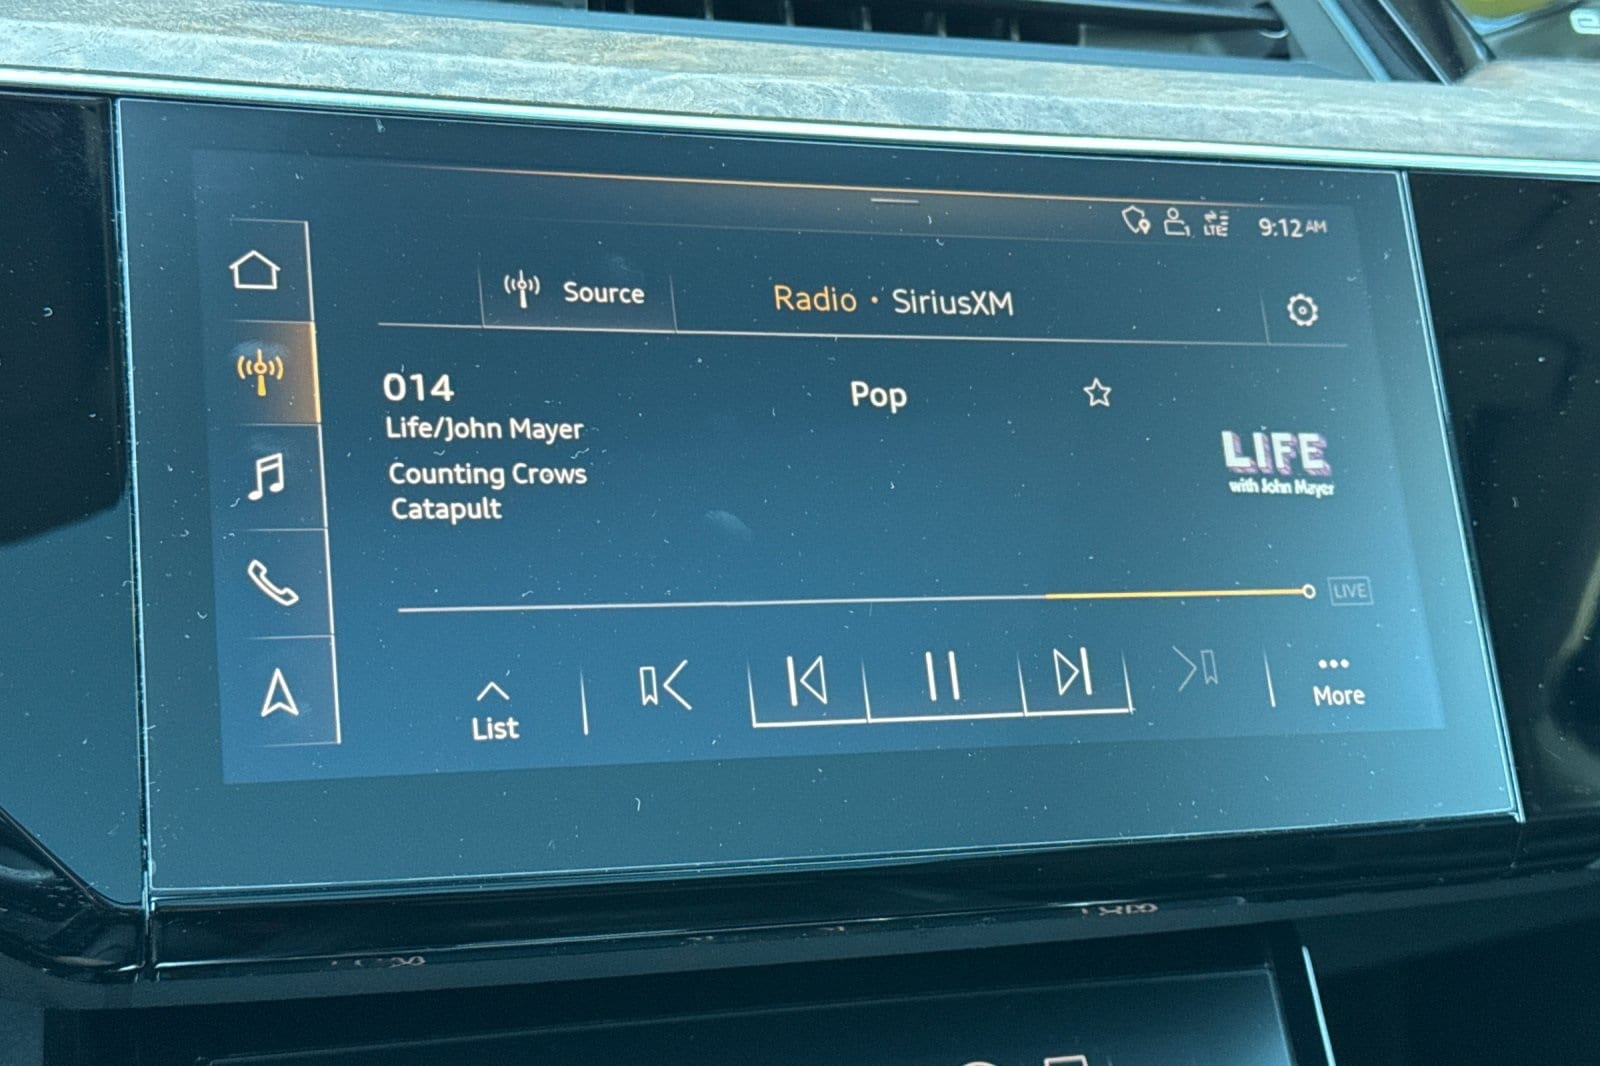 LTE 9:12 AM
Source
Radio • SiriusXM
014
Pop
Life/John Mayer
Counting Crows
Catapult
LIFE
with John Mayer
LIVE
List
More